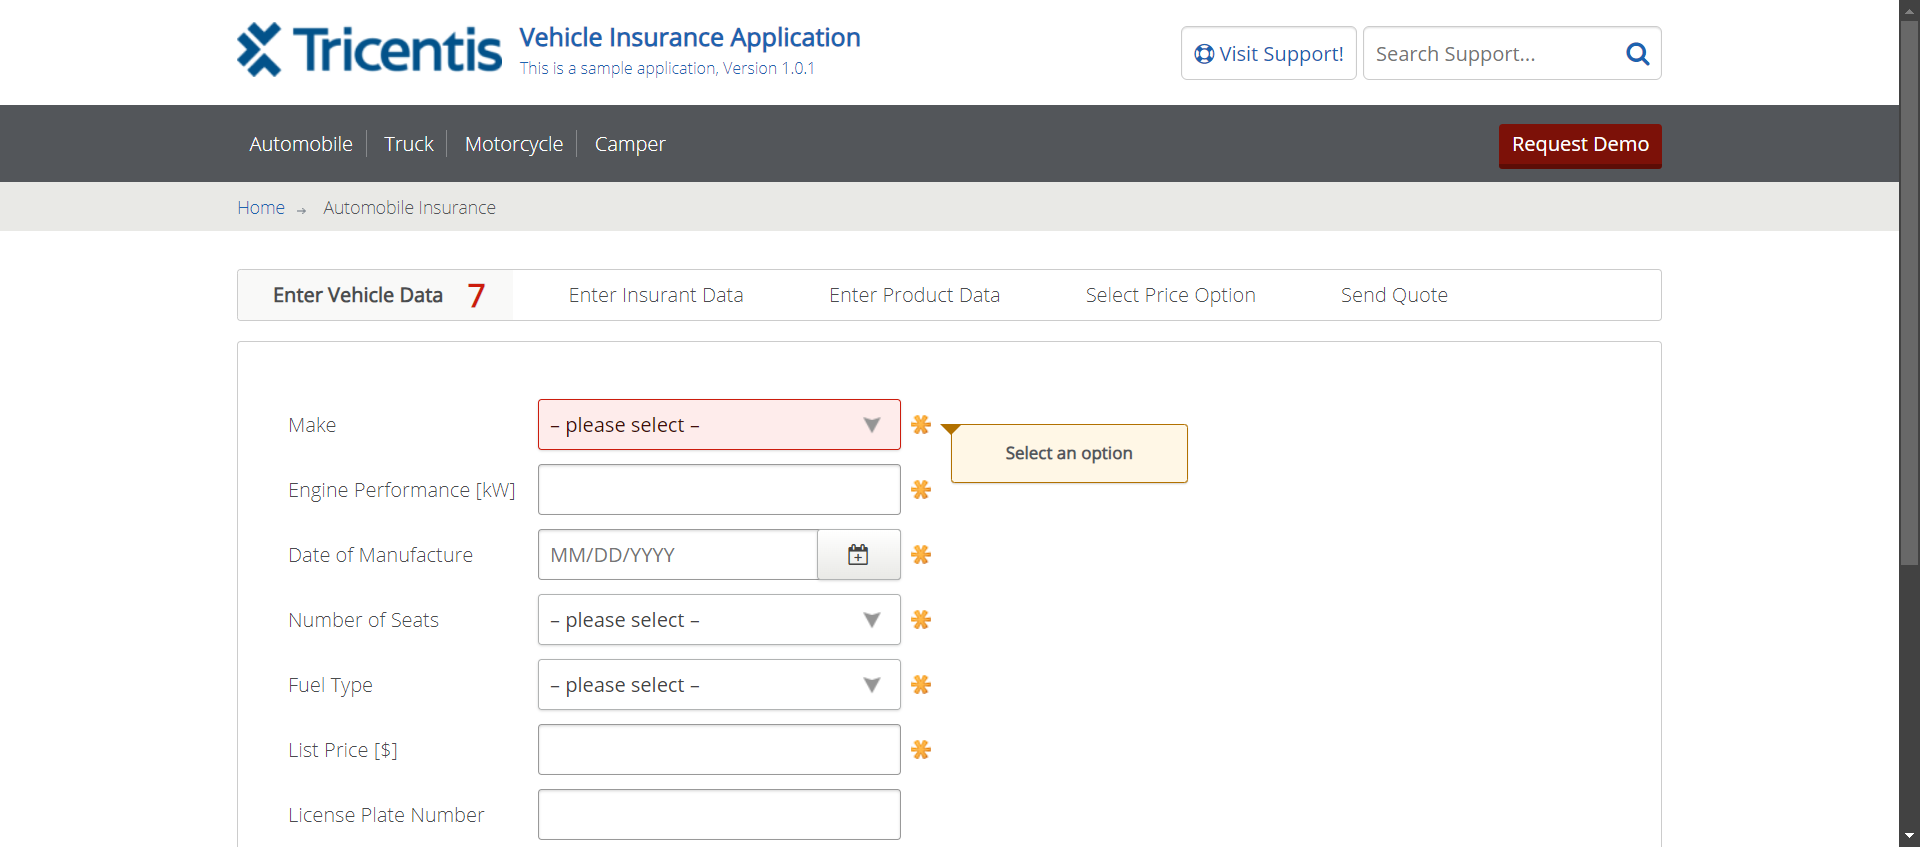 Tricentis
Vehicle Insurance Application
This is a sample application, Version 1.0.1
Visit Support!
Search Support...
Automobile
Truck
Motorcycle
Camper
Request Demo
Home
Automobile Insurance
Enter Vehicle Data 7
Enter Insurant Data
Enter Product Data
Select Price Option
Send Quote
Make
– please select –
Select an option
Engine Performance [kW]
Date of Manufacture
MM/DD/YYYY
Number of Seats
– please select –
Fuel Type
– please select –
List Price [$]
License Plate Number